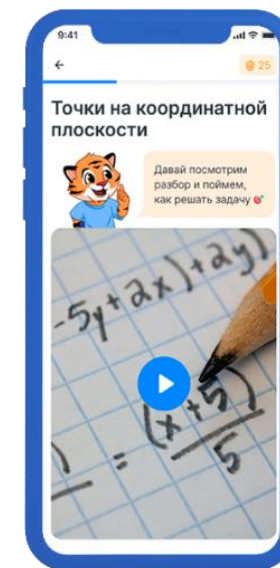 9:41
25
Точки на координатной
плоскости
Давай посмотрим
разбор и поймем,
как решать задачу
-5y+2x)+2y)
= (x+5)
5